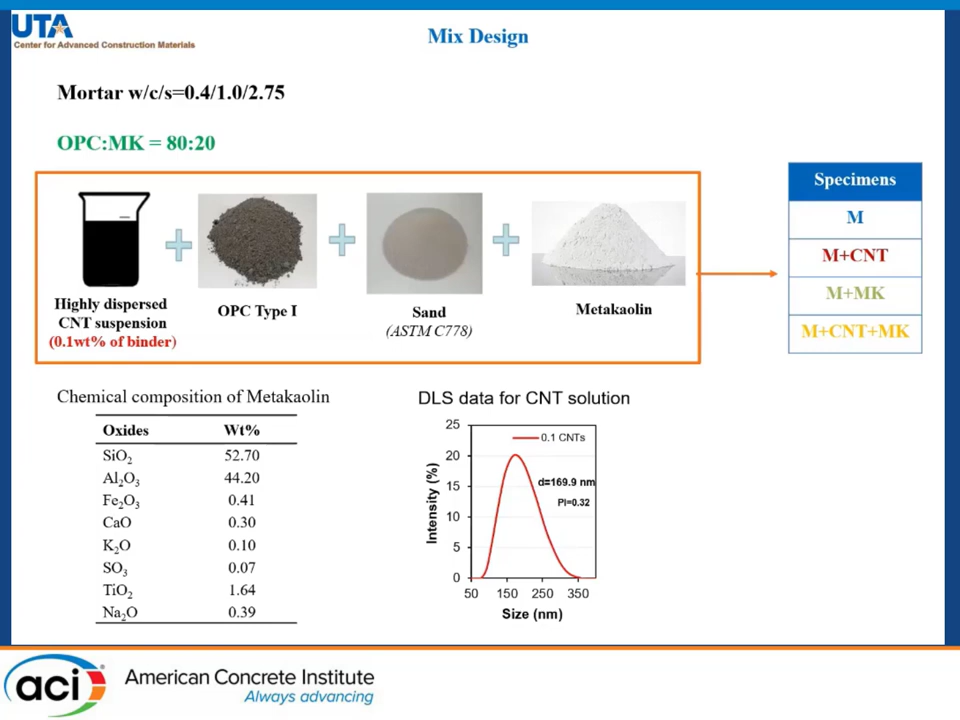 UTA
Center for Advanced Construction Materials
Mix Design
Mortar w/c/s=0.4/1.0/2.75
OPC:MK = 80:20
Highly dispersed
CNT suspension
(0.1wt% of binder)
OPC Type I
Sand
(ASTM C778)
Metakaolin
Specimens
M
M+CNT
M+MK
M+CNT+MK
Chemical composition of Metakaolin
Oxides Wt%
SiO₂ 52.70
Al₂O₃ 44.20
Fe₂O₃ 0.41
CaO 0.30
K₂O 0.10
SO₃ 0.07
TiO₂ 1.64
Na₂O 0.39
DLS data for CNT solution
Intensity (%)
25
20
15
10
5
0
0.1 CNTs
d=169.9 nm
PI=0.32
50 150 250 350
Size (nm)
aci
American Concrete Institute
Always advancing